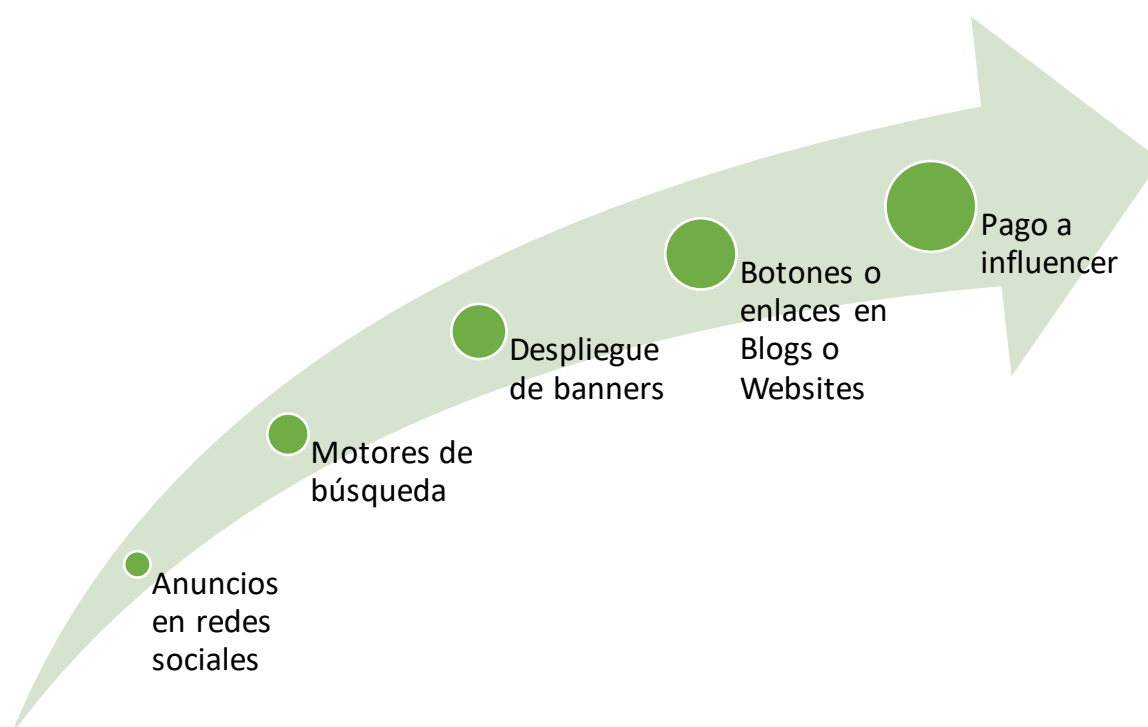 Anuncios
en redes
sociales
Motores de
búsqueda
Despliegue
de banners
Botones o
enlaces en
Blogs o
Websites
Pago a
influencer